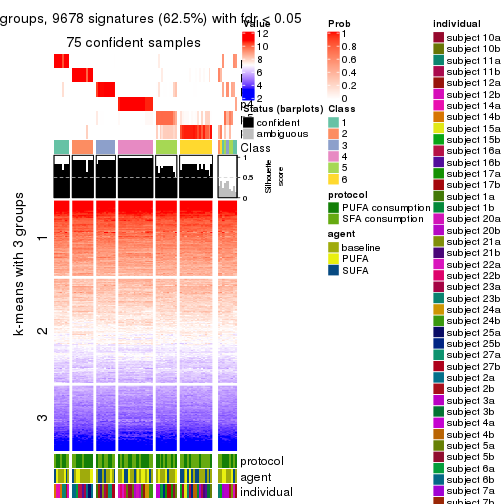 groups, 9678 signatures (62.5%) with fdr < 0.05
75 confident samples
k-means with 3 groups
1
2
3
Class
1
0.5
0
Silhouette
score
protocol
agent
individual
Value
12
10
8
6
4
2
Status (barplots)
confident
ambiguous
Prob
1
0.8
0.6
0.4
0.2
0
Class
1
2
3
4
5
6
protocol
PUFA consumption
SFA consumption
agent
baseline
PUFA
SUFA
individual
subject 10a
subject 10b
subject 11a
subject 11b
subject 12a
subject 12b
subject 14a
subject 14b
subject 15a
subject 15b
subject 16a
subject 16b
subject 17a
subject 17b
subject 1a
subject 1b
subject 20a
subject 20b
subject 21a
subject 21b
subject 22a
subject 22b
subject 23a
subject 23b
subject 24a
subject 24b
subject 25a
subject 25b
subject 27a
subject 27b
subject 2a
subject 2b
subject 3a
subject 3b
subject 4a
subject 4b
subject 5a
subject 5b
subject 6a
subject 6b
subject 7a
subject 7b